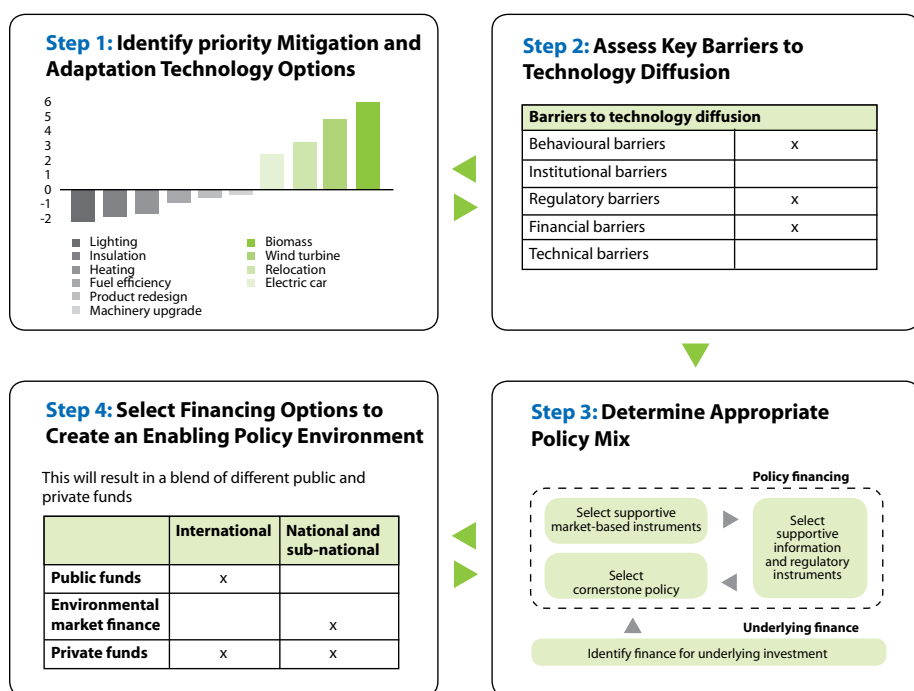 Step 1: Identify priority Mitigation and
Adaptation Technology Options
6
5
4
3
2
1
0
-1
-2
Lighting
Insulation
Heating
Fuel efficiency
Product redesign
Machinery upgrade
Biomass
Wind turbine
Relocation
Electric car
Step 2: Assess Key Barriers to
Technology Diffusion
Barriers to technology diffusion
Behavioural barriers x
Institutional barriers
Regulatory barriers x
Financial barriers x
Technical barriers
Step 3: Determine Appropriate
Policy Mix
Policy financing
Select supportive
market-based instruments
Select
cornerstone policy
Select
supportive
information
and regulatory
instruments
Underlying finance
Identify finance for underlying investment
Step 4: Select Financing Options to
Create an Enabling Policy Environment
This will result in a blend of different public and
private funds
International National and
sub-national
Public funds x
Environmental
market finance x
Private funds x x